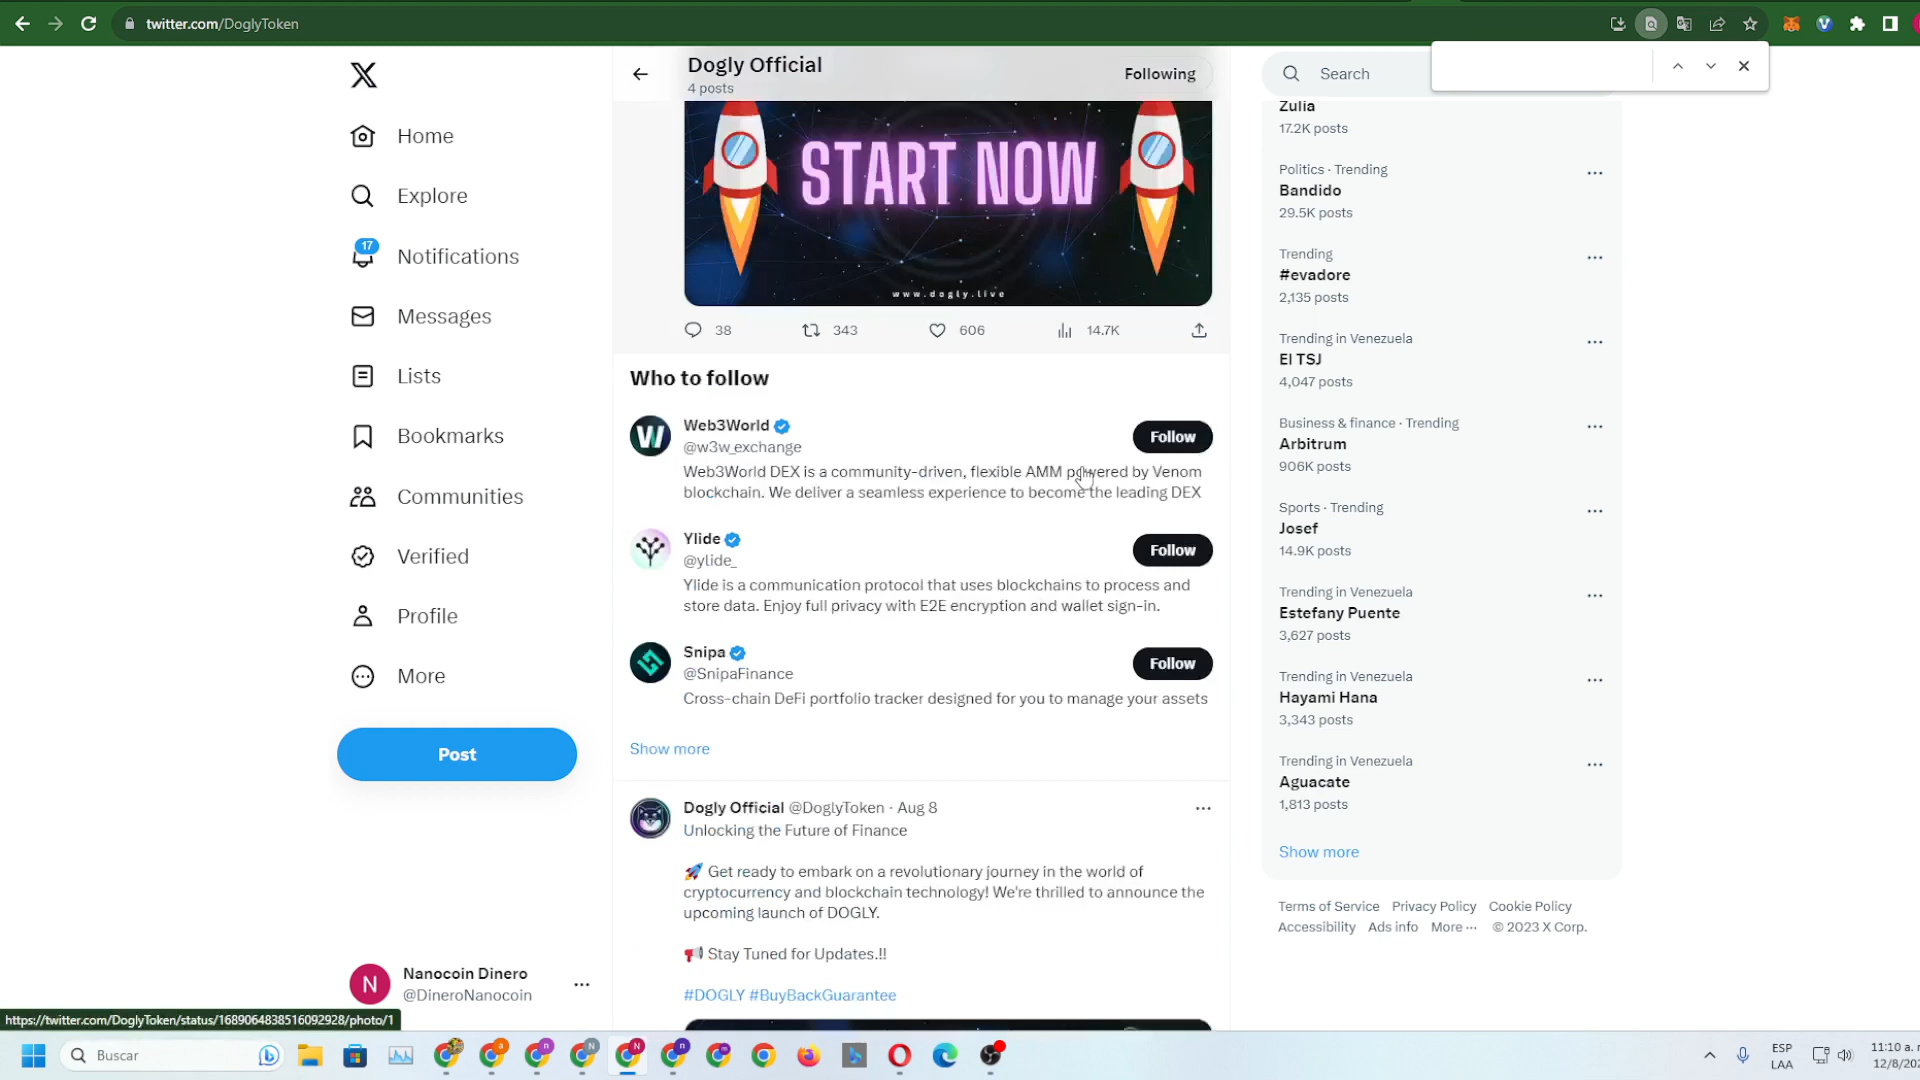 twitter.com/DoglyToken
Home
Explore
17
Notifications
Messages
Lists
Bookmarks
Communities
Verified
Profile
More
Post
Nanocoin Dinero
@DineroNanocoin
Dogly Official
4 posts
Following
START NOW
www.dogly.live
38
343
606
14.7K
Who to follow
Web3World
@w3w_exchange
Follow
Web3World DEX is a community-driven, flexible AMM powered by Venom
blockchain. We deliver a seamless experience to become the leading DEX
Ylide
@ylide_
Follow
Ylide is a communication protocol that uses blockchains to process and
store data. Enjoy full privacy with E2E encryption and wallet sign-in.
Snipa
@SnipaFinance
Follow
Cross-chain DeFi portfolio tracker designed for you to manage your assets
Show more
Dogly Official @DoglyToken · Aug 8
Unlocking the Future of Finance
🚀 Get ready to embark on a revolutionary journey in the world of
cryptocurrency and blockchain technology! We're thrilled to announce the
upcoming launch of DOGLY.
📢 Stay Tuned for Updates.!!
#DOGLY #BuyBackGuarantee
Search
Zulia
17.2K posts
Politics · Trending
Bandido
29.5K posts
Trending
#evadore
2,135 posts
Trending in Venezuela
El TSJ
4,047 posts
Business & finance · Trending
Arbitrum
906K posts
Sports · Trending
Josef
14.9K posts
Trending in Venezuela
Estefany Puente
3,627 posts
Trending in Venezuela
Hayami Hana
3,343 posts
Trending in Venezuela
Aguacate
1,813 posts
Show more
Terms of Service Privacy Policy Cookie Policy
Accessibility Ads info More ··· © 2023 X Corp.
https://twitter.com/DoglyToken/status/1689064838516092928/photo/1
Buscar
ESP
LAA
11:10 a.
12/8/202